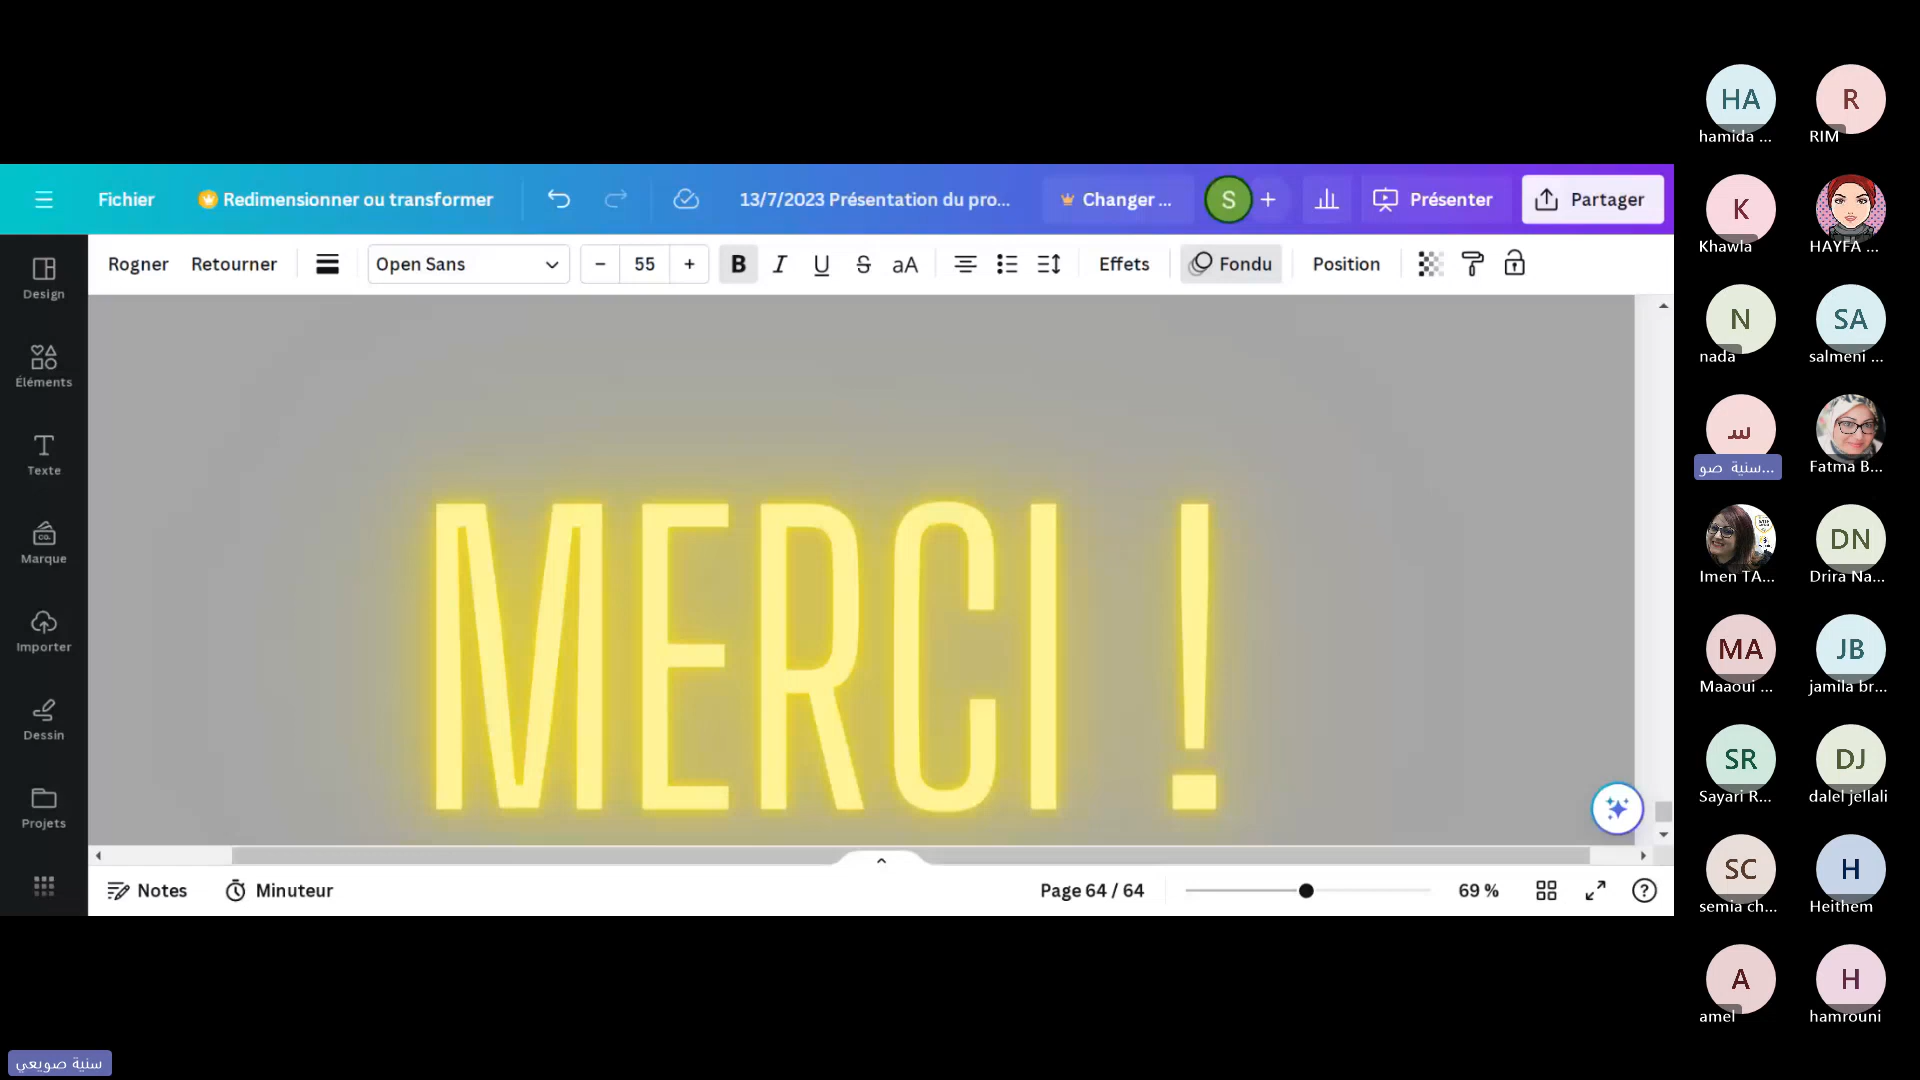 Fichier
Redimensionner ou transformer
13/7/2023 Présentation du pro...
Changer ...
S
Présenter
Partager
Rogner
Retourner
Open Sans
– 55 +
B I U S aA
Effets
Fondu
Position
Design
Éléments
Texte
CO.
Marque
Importer
Dessin
Projets
MERCI !
Notes
Minuteur
Page 64 / 64
69 %
HA
hamida ...
R
RIM
K
Khawla
HAYFA ...
N
nada
SA
salmeni ...
س
سنية صو...
Fatma B...
Imen TA...
DN
Drira Na...
MA
Maaoui ...
JB
jamila br...
SR
Sayari R...
DJ
dalel jellali
SC
semia ch...
H
Heithem
A
amel
H
hamrouni
سنية صويعي